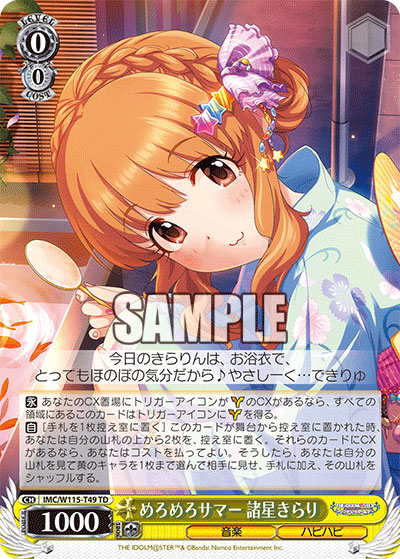 LEVEL
0
0
COST
SAMPLE
今日のきらりんは、お浴衣で、
とってもほのぼの気分だから♪やさしーく…できりゅ
永 あなたのCX置場にトリガーアイコンが のCXがあるなら、すべての
領域にあるこのカードはトリガーアイコンに を得る。
自 [手札を1枚控え室に置く] このカードが舞台から控え室に置かれた時、
あなたは自分の山札の上から2枚を、控え室に置く。それらのカードにCX
があるなら、あなたはコストを払ってよい。そうしたら、あなたは自分の
山札を見て黄のキャラを1枚まで選んで相手に見せ、手札に加え、その山札を
シャッフルする。
CH IMC/W115-T49 TD
1000
めろめろサマー 諸星きらり
音楽 ハピハピ
THE IDOLM@STER™& ©Bandai Namco Entertainment Inc.